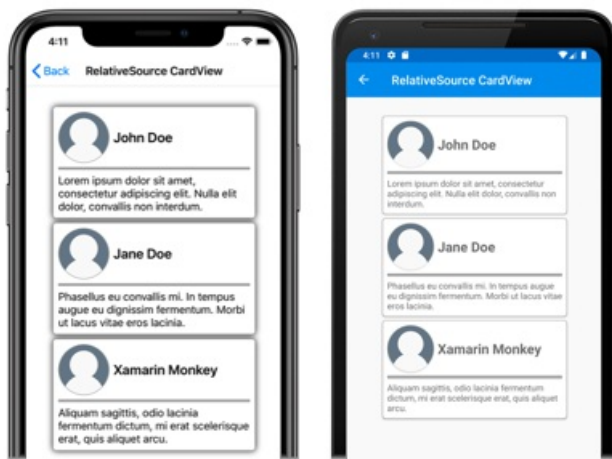 4:11
Back RelativeSource CardView
John Doe
Lorem ipsum dolor sit amet,
consectetur adipiscing elit. Nulla elit
dolor, convallis non interdum.
Jane Doe
Phasellus eu convallis mi. In tempus
augue eu dignissim fermentum. Morbi
ut lacus vitae eros lacinia.
Xamarin Monkey
Aliquam sagittis, odio lacinia
fermentum dictum, mi erat scelerisque
erat, quis aliquet arcu.
4:11
RelativeSource CardView
John Doe
Lorem ipsum dolor sit amet, consectetur
adipiscing elit. Nulla elit dolor, convallis non
interdum.
Jane Doe
Phasellus eu convallis mi. In tempus augue
eu dignissim fermentum. Morbi ut lacus vitae
eros lacinia.
Xamarin Monkey
Aliquam sagittis, odio lacinia fermentum
dictum, mi erat scelerisque erat, quis aliquet
arcu.